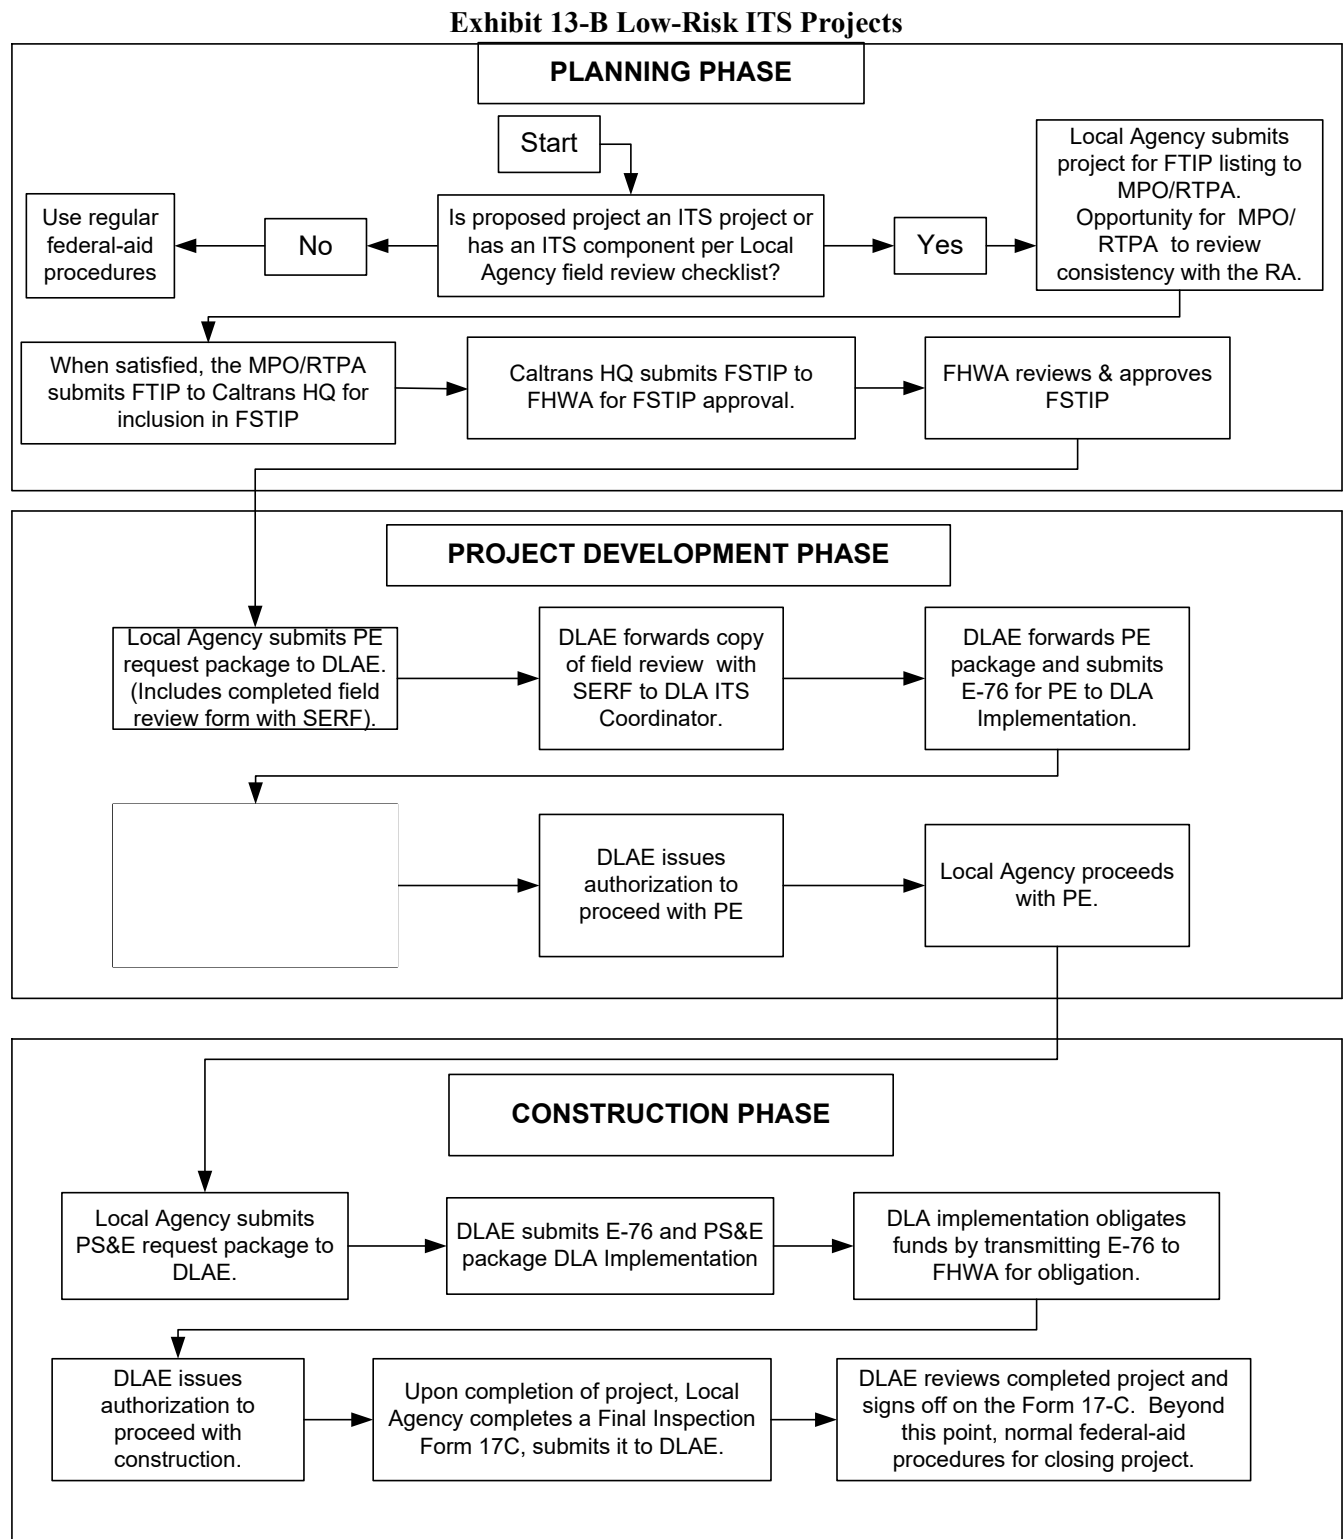 Exhibit 13-B Low-Risk ITS Projects
PLANNING PHASE
Start
Use regular
federal-aid
procedures
No
Is proposed project an ITS project or
has an ITS component per Local
Agency field review checklist?
Yes
Local Agency submits
project for FTIP listing to
MPO/RTPA.
Opportunity for MPO/
RTPA to review
consistency with the RA.
When satisfied, the MPO/RTPA
submits FTIP to Caltrans HQ for
inclusion in FSTIP
Caltrans HQ submits FSTIP to
FHWA for FSTIP approval.
FHWA reviews & approves
FSTIP
PROJECT DEVELOPMENT PHASE
Local Agency submits PE
request package to DLAE.
(Includes completed field
review form with SERF).
DLAE forwards copy
of field review with
SERF to DLA ITS
Coordinator.
DLAE forwards PE
package and submits
E-76 for PE to DLA
Implementation.
DLAE issues
authorization to
proceed with PE
Local Agency proceeds
with PE.
CONSTRUCTION PHASE
Local Agency submits
PS&E request package to
DLAE.
DLAE submits E-76 and PS&E
package DLA Implementation
DLA implementation obligates
funds by transmitting E-76 to
FHWA for obligation.
DLAE issues
authorization to
proceed with
construction.
Upon completion of project, Local
Agency completes a Final Inspection
Form 17C, submits it to DLAE.
DLAE reviews completed project and
signs off on the Form 17-C. Beyond
this point, normal federal-aid
procedures for closing project.